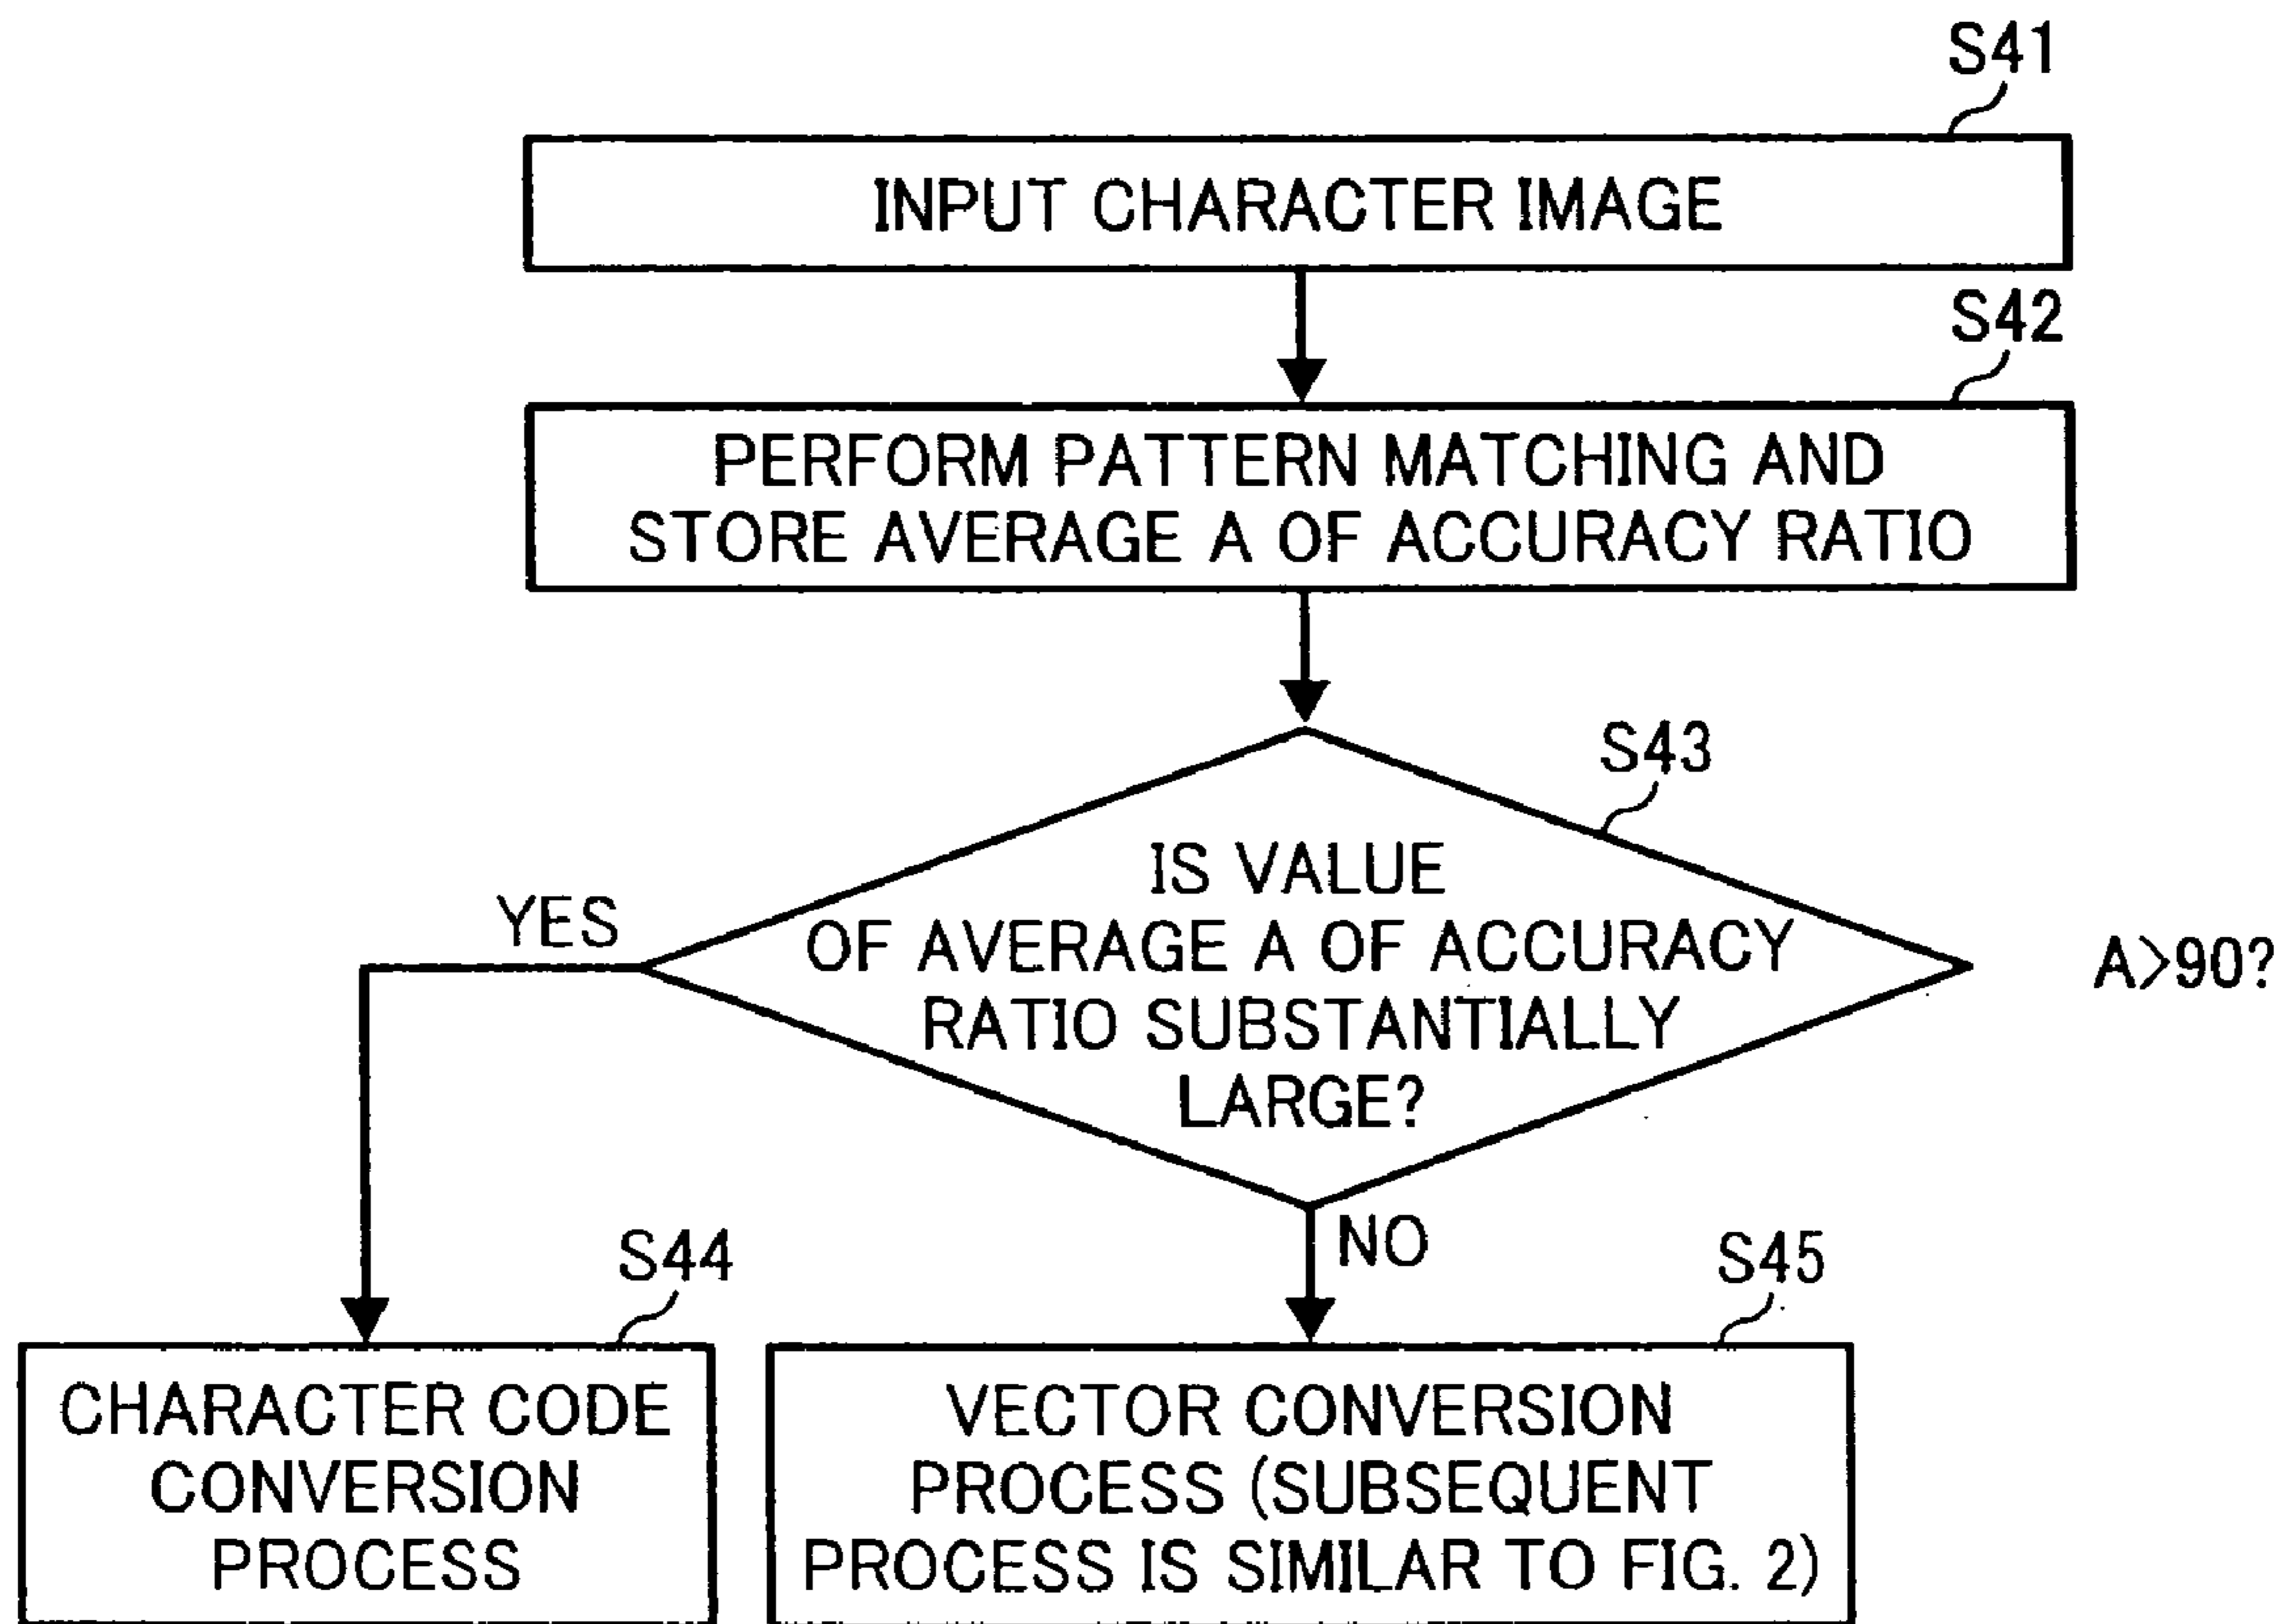 S41
INPUT CHARACTER IMAGE
S42
PERFORM PATTERN MATCHING AND
STORE AVERAGE A OF ACCURACY RATIO
S43
IS VALUE
OF AVERAGE A OF ACCURACY
RATIO SUBSTANTIALLY
LARGE?
A>90?
YES
NO
S44
CHARACTER CODE
CONVERSION
PROCESS
S45
VECTOR CONVERSION
PROCESS (SUBSEQUENT
PROCESS IS SIMILAR TO FIG. 2)